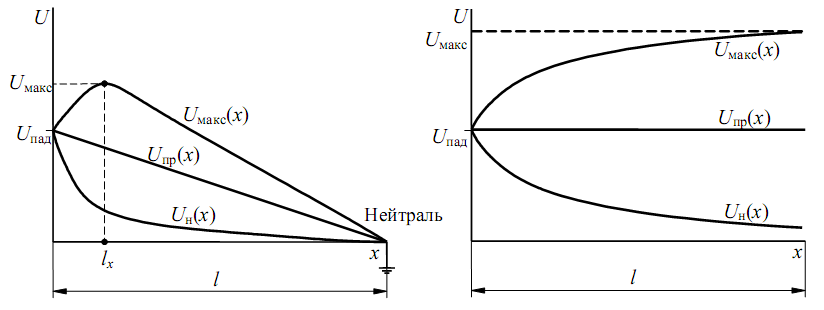 U
Uмакс
Uмакс(x)
Uпад
Uпр(x)
Uн(x)
Нейтраль
lx
x
l
U
Uмакс
Uмакс(x)
Uпр(x)
Uпад
Uн(x)
x
l